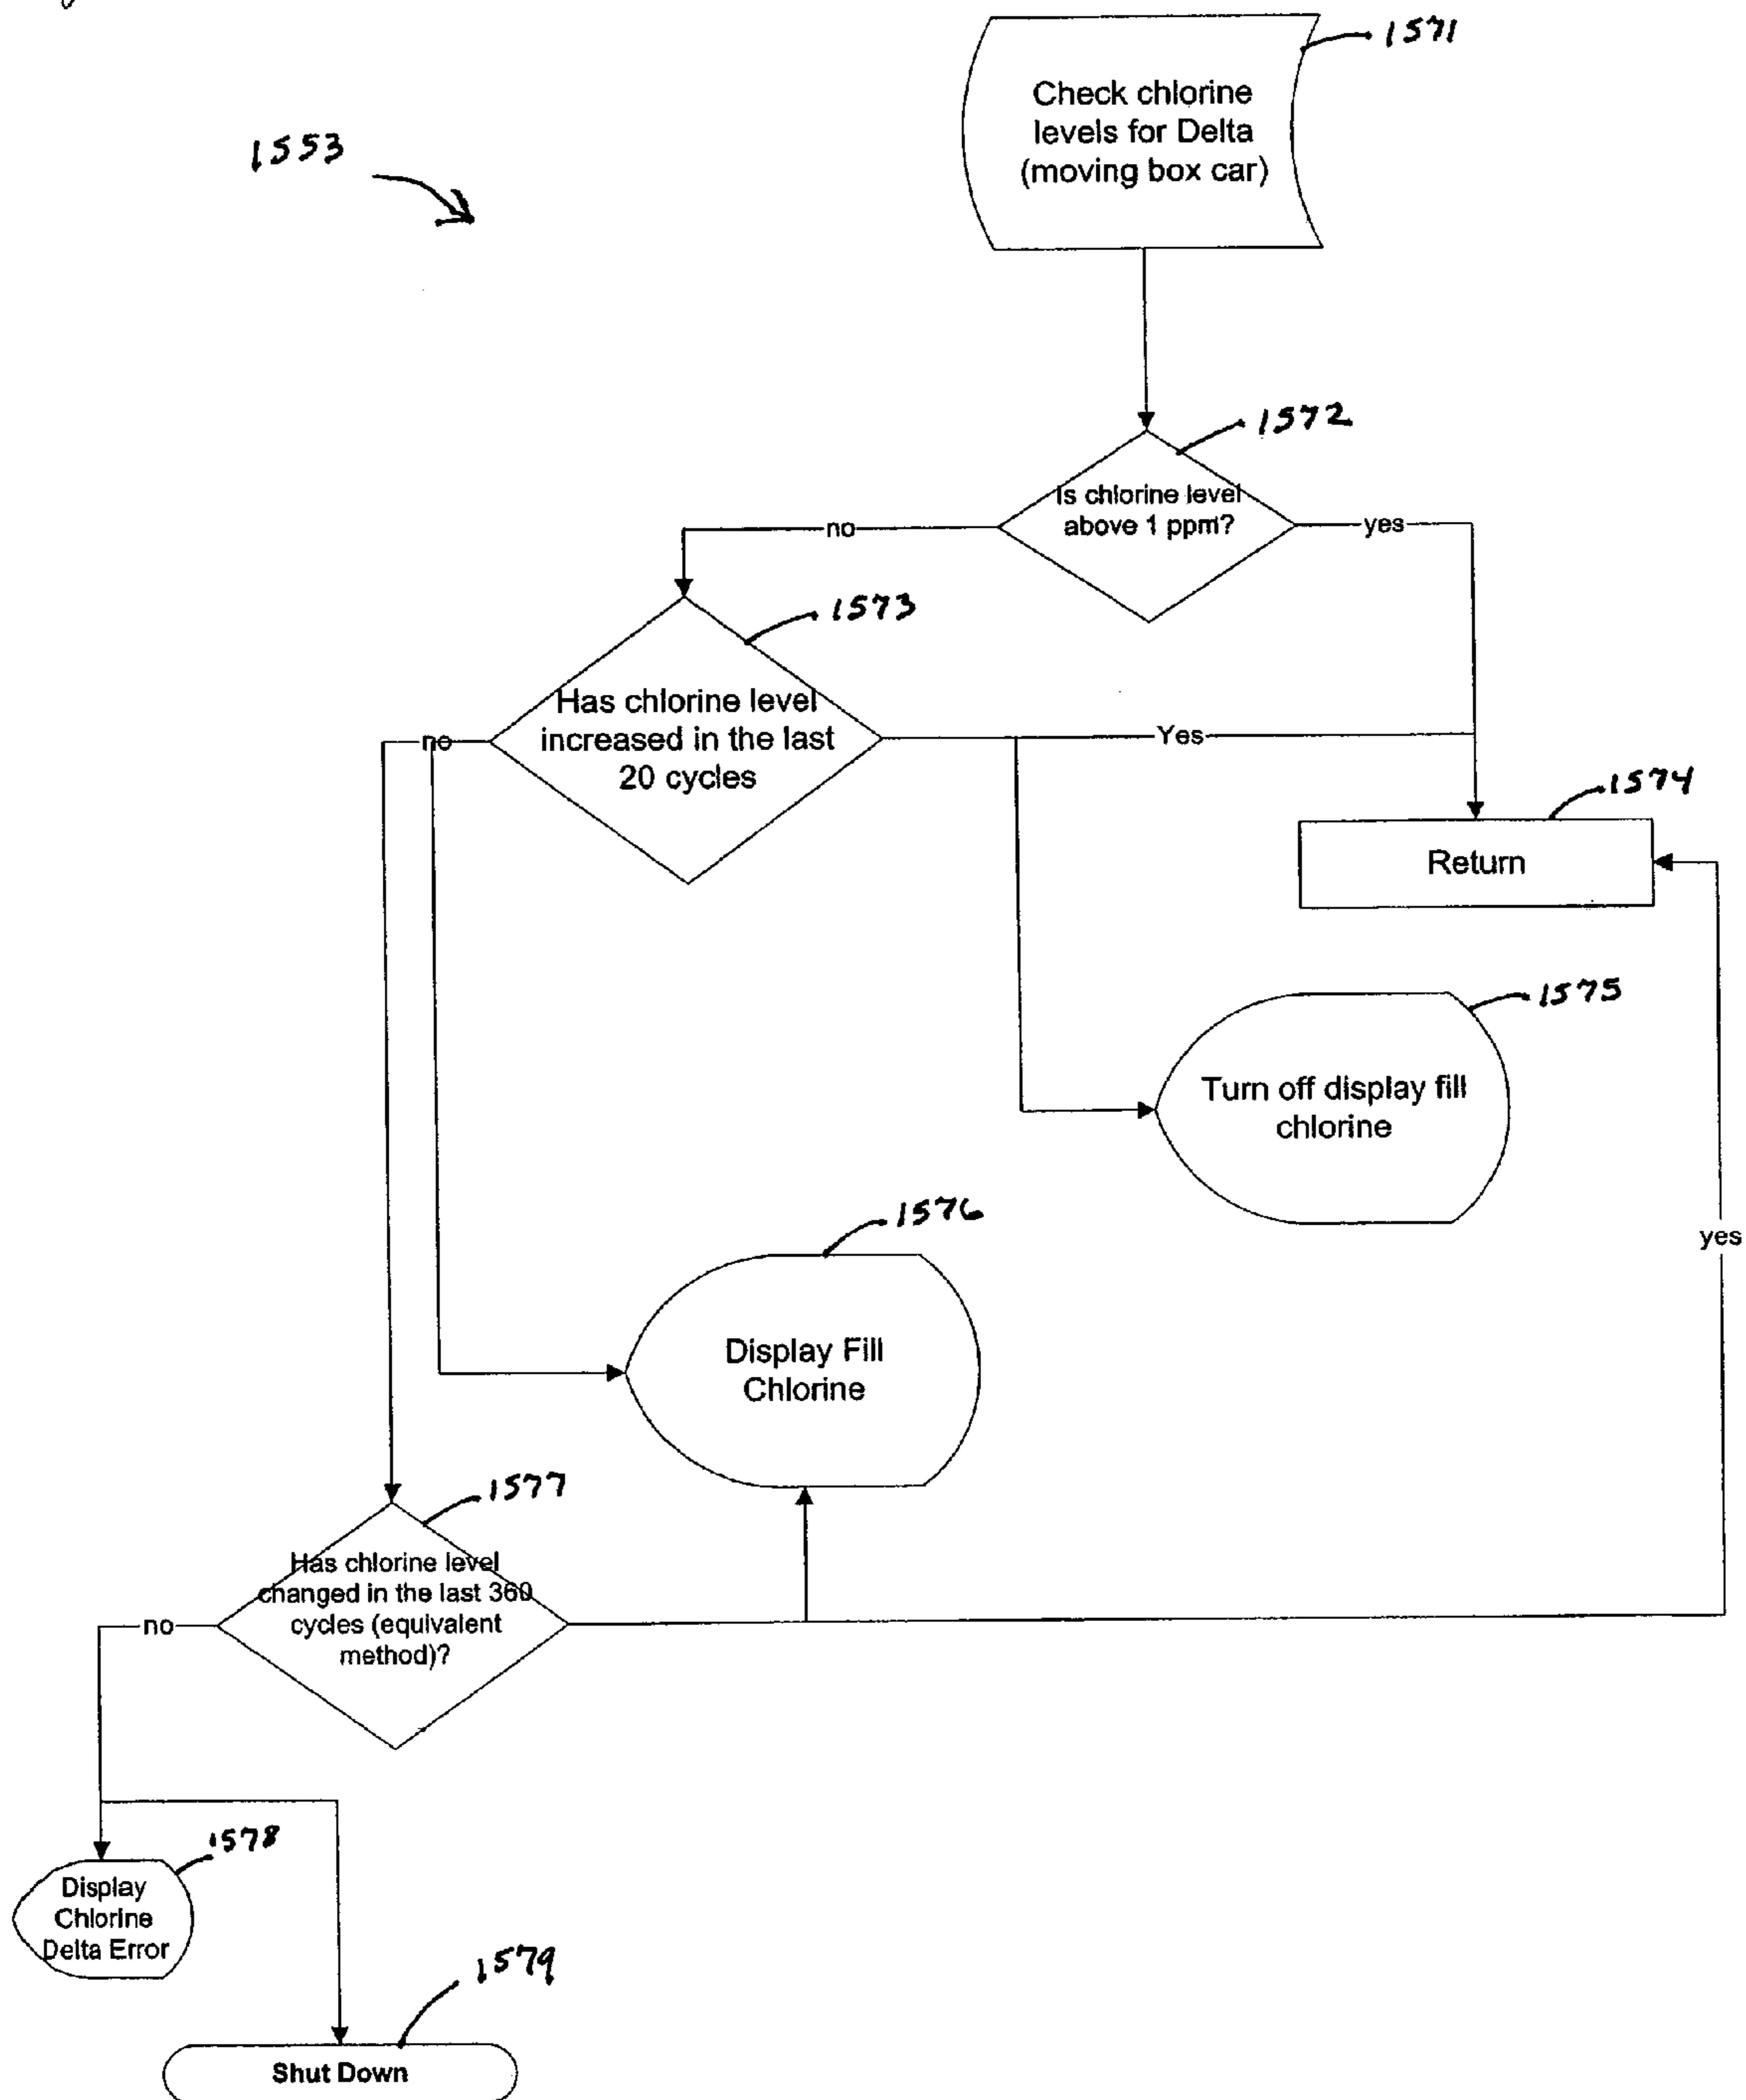 1571
Check chlorine
levels for Delta
(moving box car)
1553
1572
Is chlorine level
above 1 ppm?
no
yes
1573
Has chlorine level
increased in the last
20 cycles
no
Yes
1574
Return
1575
Turn off display fill
chlorine
1576
Display Fill
Chlorine
yes
1577
Has chlorine level
changed in the last 360
cycles (equivalent
method)?
no
1578
Display
Chlorine
Delta Error
1579
Shut Down